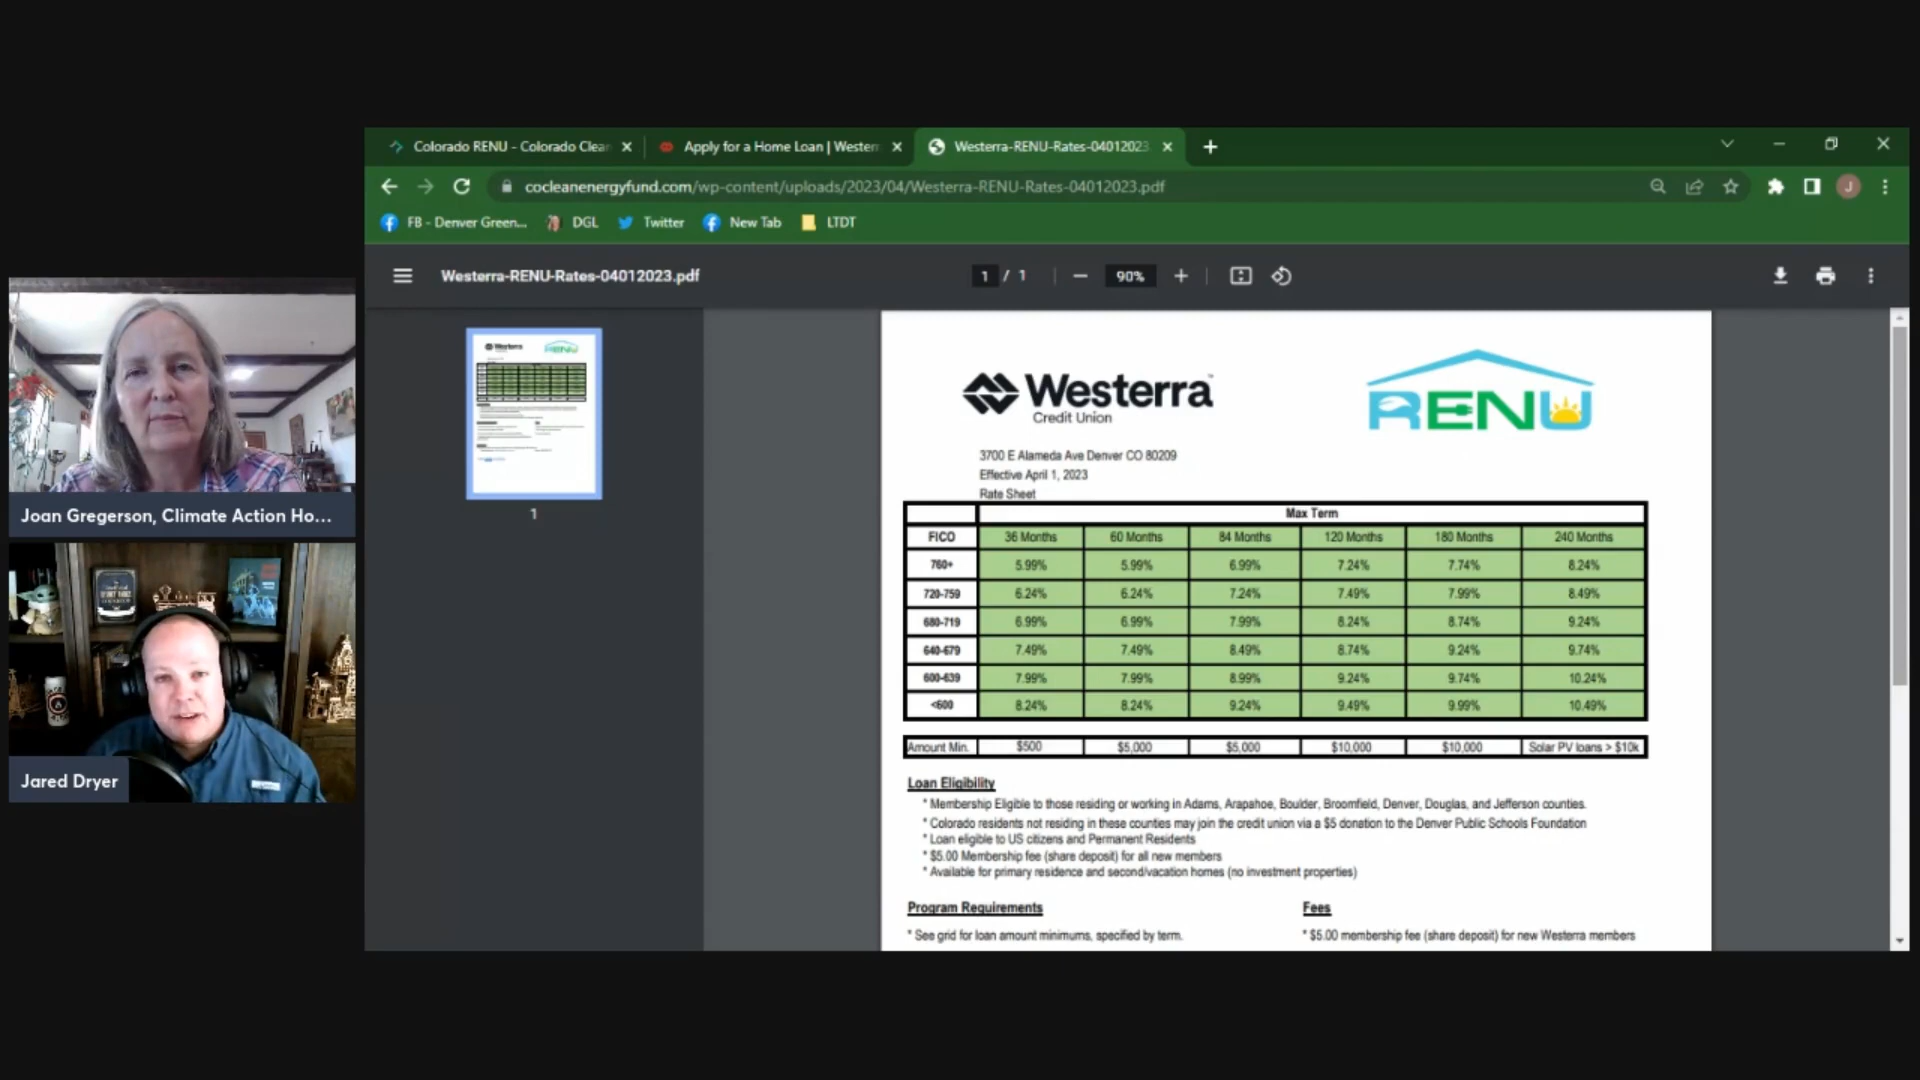 Colorado RENU - Colorado Clea
Apply for a Home Loan | Wester
Westerra-RENU-Rates-04012023
cocleanenergyfund.com/wp-content/uploads/2023/04/Westerra-RENU-Rates-04012023.pdf
J
FB - Denver Green...
DGL
Twitter
New Tab
LTDT
Westerra-RENU-Rates-04012023.pdf
1 / 1
90%
1
Westerra
Credit Union
RENU
3700 E Alameda Ave Denver CO 80209
Effective April 1, 2023
Rate Sheet
Max Term
FICO 36 Months 60 Months 84 Months 120 Months 180 Months 240 Months
760+ 5.99% 5.99% 6.99% 7.24% 7.74% 8.24%
720-759 6.24% 6.24% 7.24% 7.49% 7.99% 8.49%
680-719 6.99% 6.99% 7.99% 8.24% 8.74% 9.24%
640-679 7.49% 7.49% 8.49% 8.74% 9.24% 9.74%
600-639 7.99% 7.99% 8.99% 9.24% 9.74% 10.24%
<600 8.24% 8.24% 9.24% 9.49% 9.99% 10.49%
Amount Min. $500 $5,000 $5,000 $10,000 $10,000 Solar PV loans > $10k
Loan Eligibility
* Membership Eligible to those residing or working in Adams, Arapahoe, Boulder, Broomfield, Denver, Douglas, and Jefferson counties.
* Colorado residents not residing in these counties may join the credit union via a $5 donation to the Denver Public Schools Foundation
* Loan eligible to US citizens and Permanent Residents
* $5.00 Membership fee (share deposit) for all new members
* Available for primary residence and second/vacation homes (no investment properties)
Program Requirements
* See grid for loan amount minimums, specified by term.
Fees
* $5.00 membership fee (share deposit) for new Westerra members
Joan Gregerson, Climate Action Ho...
Jared Dryer